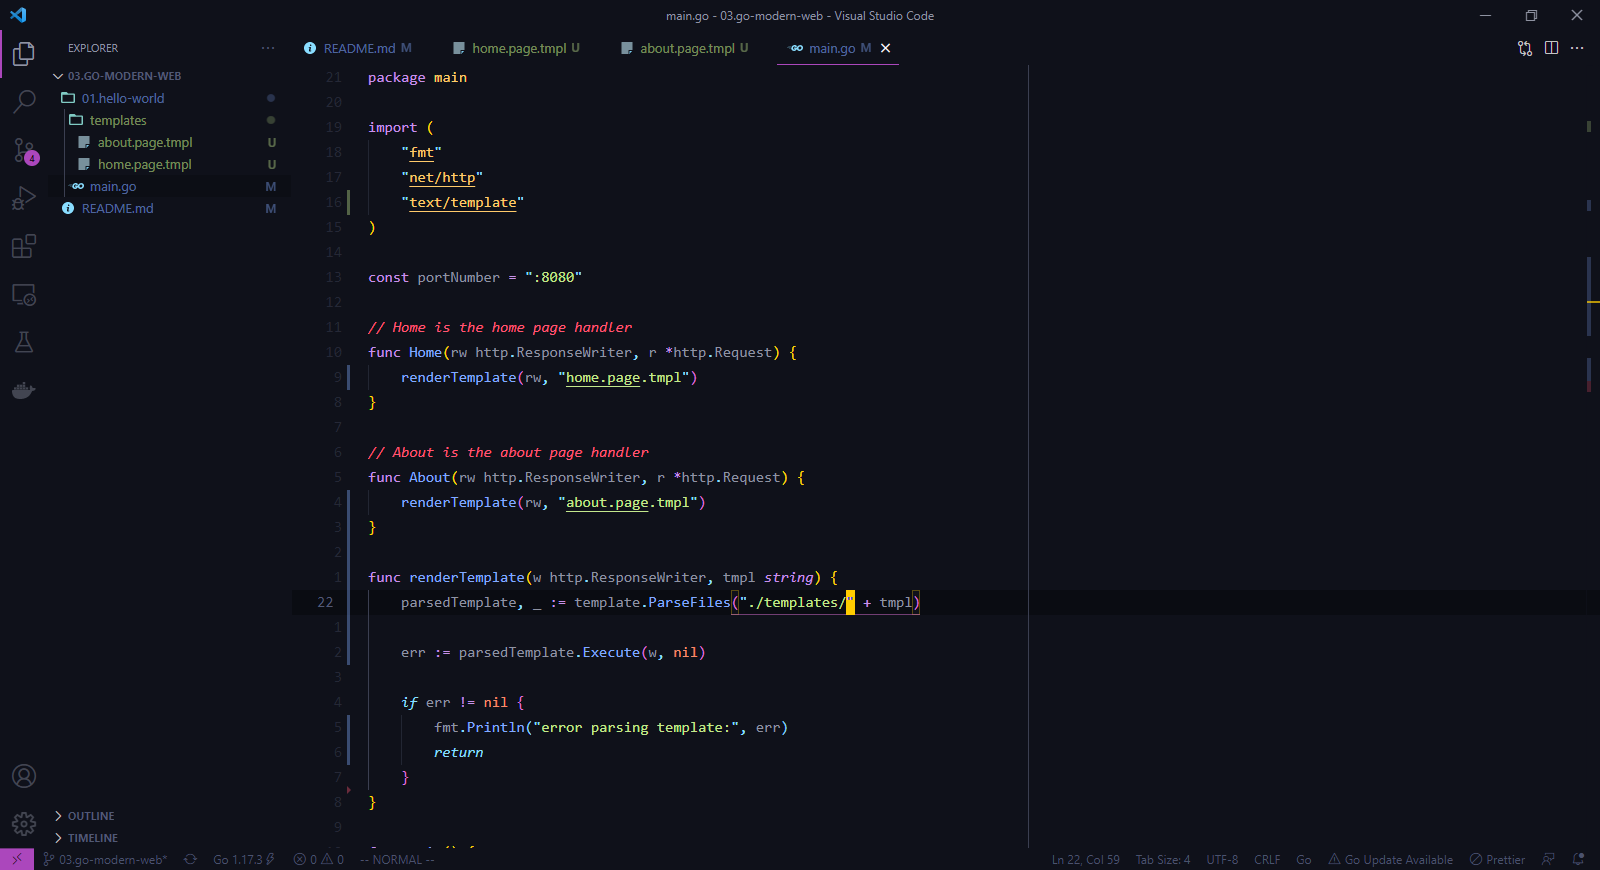 main.go - 03.go-modern-web - Visual Studio Code
EXPLORER
03.GO-MODERN-WEB
01.hello-world
templates
about.page.tmpl U
home.page.tmpl U
main.go M
README.md M
4
OUTLINE
TIMELINE
README.md M
home.page.tmpl U
about.page.tmpl U
main.go M
21 package main
20
19 import (
18 "fmt"
17 "net/http"
16 "text/template"
15 )
14
13 const portNumber = ":8080"
12
11 // Home is the home page handler
10 func Home(rw http.ResponseWriter, r *http.Request) {
9 renderTemplate(rw, "home.page.tmpl")
8 }
7
6 // About is the about page handler
5 func About(rw http.ResponseWriter, r *http.Request) {
4 renderTemplate(rw, "about.page.tmpl")
3 }
2
1 func renderTemplate(w http.ResponseWriter, tmpl string) {
22 parsedTemplate, _ := template.ParseFiles("./templates/" + tmpl)
1
2 err := parsedTemplate.Execute(w, nil)
3
4 if err != nil {
5 fmt.Println("error parsing template:", err)
6 return
7 }
8 }
9
03.go-modern-web* Go 1.17.3 0 0 -- NORMAL -- Ln 22, Col 59 Tab Size: 4 UTF-8 CRLF Go Go Update Available Prettier